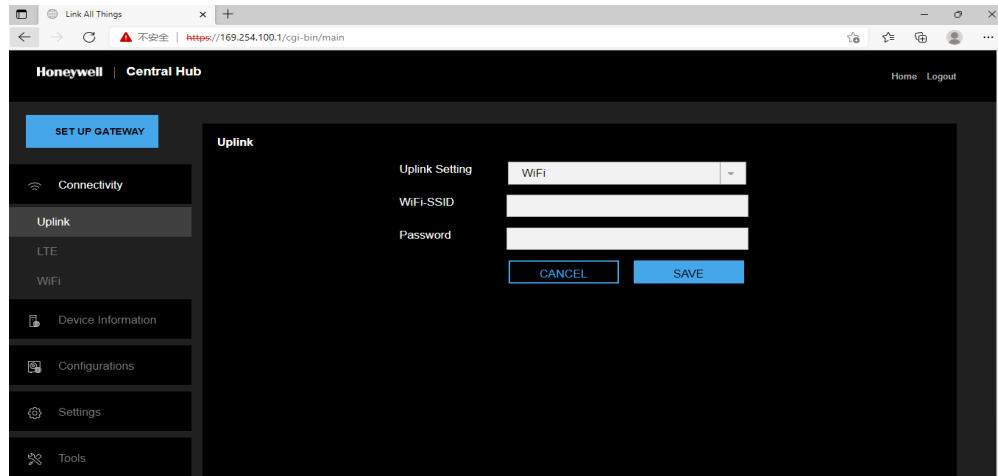 Link All Things
不安全 | https://169.254.100.1/cgi-bin/main
Honeywell | Central Hub
Home Logout
SET UP GATEWAY
Uplink
Uplink Setting
WiFi
WiFi-SSID
Password
CANCEL
SAVE
Connectivity
Uplink
LTE
WiFi
Device Information
Configurations
Settings
Tools